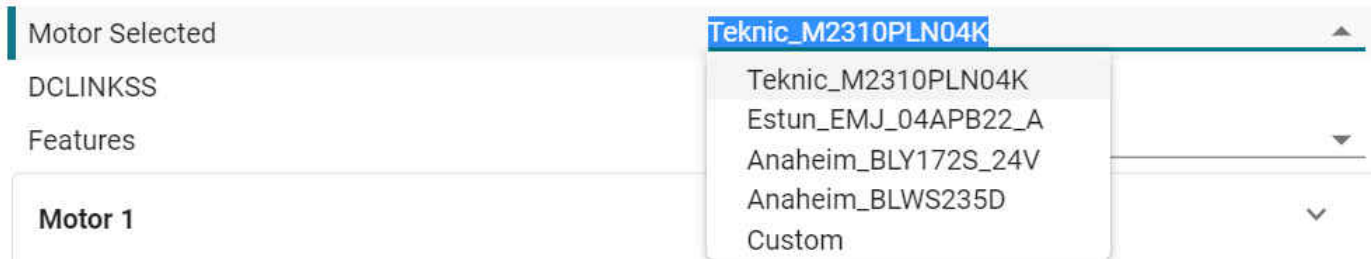 Motor Selected Teknic_M2310PLN04K
Teknic_M2310PLN04K
DCLINKSS
Estun_EMJ_04APB22_A
Features
Anaheim_BLY172S_24V
Anaheim_BLWS235D
Motor 1
Custom